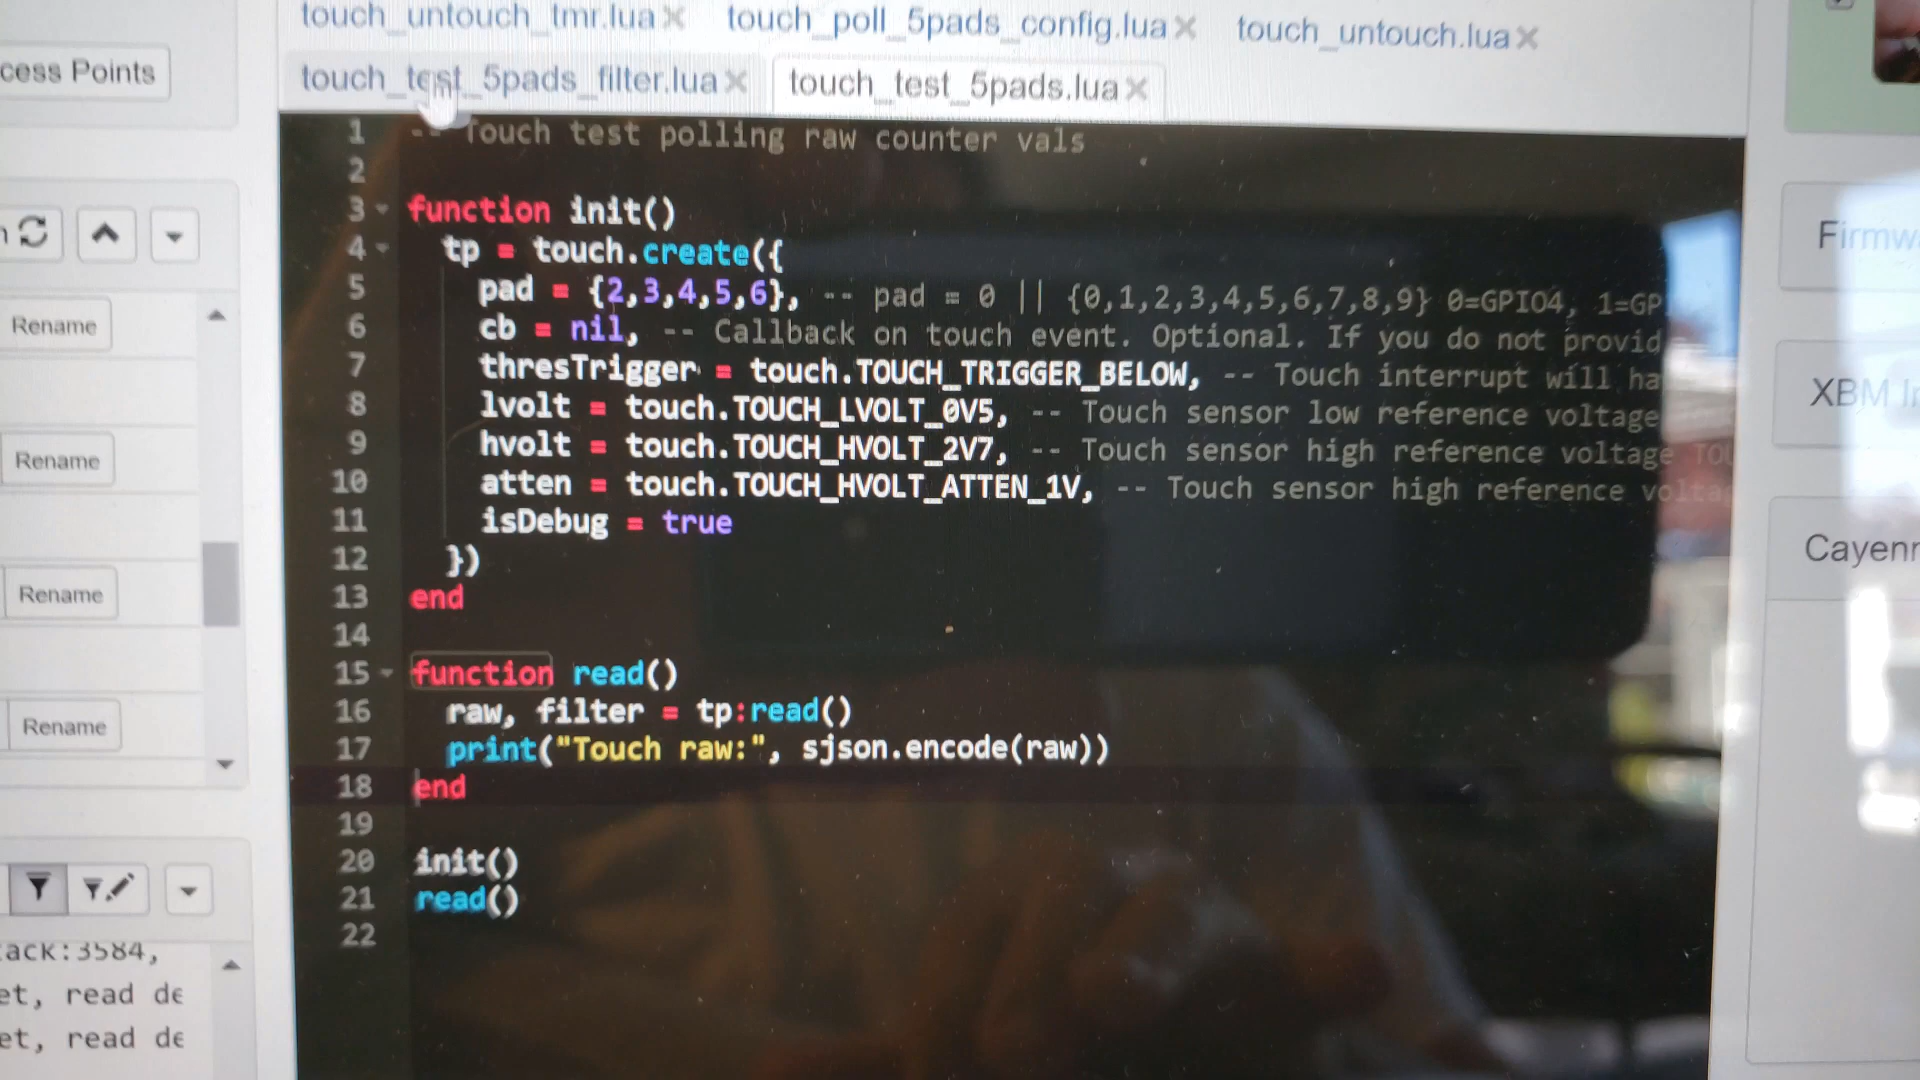 touch_untouch_tmr.lua× touch_poll_5pads_config.lua× touch_untouch.lua×
cess Points
touch_test_5pads_filter.lua× touch_test_5pads.lua×
1 -- Touch test polling raw counter vals
2
3 function init()
4 tp = touch.create({
5 pad = {2,3,4,5,6}, -- pad = 0 || {0,1,2,3,4,5,6,7,8,9} 0=GPIO4, 1=GP
6 cb = nil, -- Callback on touch event. Optional. If you do not provid
7 thresTrigger = touch.TOUCH_TRIGGER_BELOW, -- Touch interrupt will ha
8 lvolt = touch.TOUCH_LVOLT_0V5, -- Touch sensor low reference voltage
9 hvolt = touch.TOUCH_HVOLT_2V7, -- Touch sensor high reference voltage TOU
10 atten = touch.TOUCH_HVOLT_ATTEN_1V, -- Touch sensor high reference volta
11 isDebug = true
12 })
13 end
14
15 function read()
16 raw, filter = tp:read()
17 print("Touch raw:", sjson.encode(raw))
18 end
19
20 init()
21 read()
22
Rename
Rename
Rename
Rename
tack:3584,
et, read de
et, read de
Firmw
XBM I
Cayenn